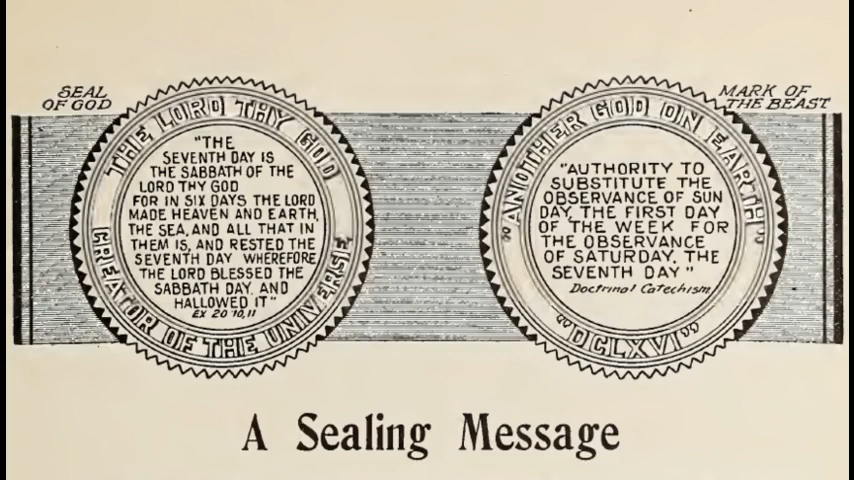 SEAL
OF GOD
THE LORD THY GOD
"THE
SEVENTH DAY IS
THE SABBATH OF THE
LORD THY GOD
FOR IN SIX DAYS THE LORD
MADE HEAVEN AND EARTH,
THE SEA, AND ALL THAT IN
THEM IS, AND RESTED THE
SEVENTH DAY WHEREFORE
THE LORD BLESSED THE
SABBATH DAY, AND
HALLOWED IT"
EX 20 10,11
CREATOR OF THE UNIVERSE
MARK OF
THE BEAST
"ANOTHER GOD ON EARTH"
"AUTHORITY TO
SUBSTITUTE THE
OBSERVANCE OF SUN
DAY, THE FIRST DAY
OF THE WEEK FOR
THE OBSERVANCE
OF SATURDAY, THE
SEVENTH DAY"
Doctrinal Catechism
"DCLXVI"
A Sealing Message